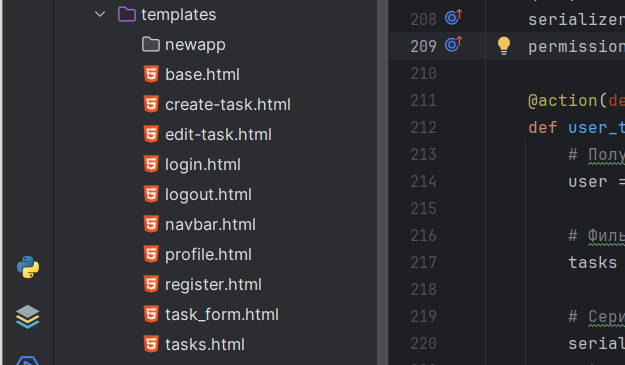 templates
newapp
base.html
create-task.html
edit-task.html
login.html
logout.html
navbar.html
profile.html
register.html
task_form.html
tasks.html
208 serializer
209 permission
210
211 @action(de
212 def user_t
213 # Полу
214 user =
215
216 # Филь
217 tasks
218
219 # Сери
220 serial